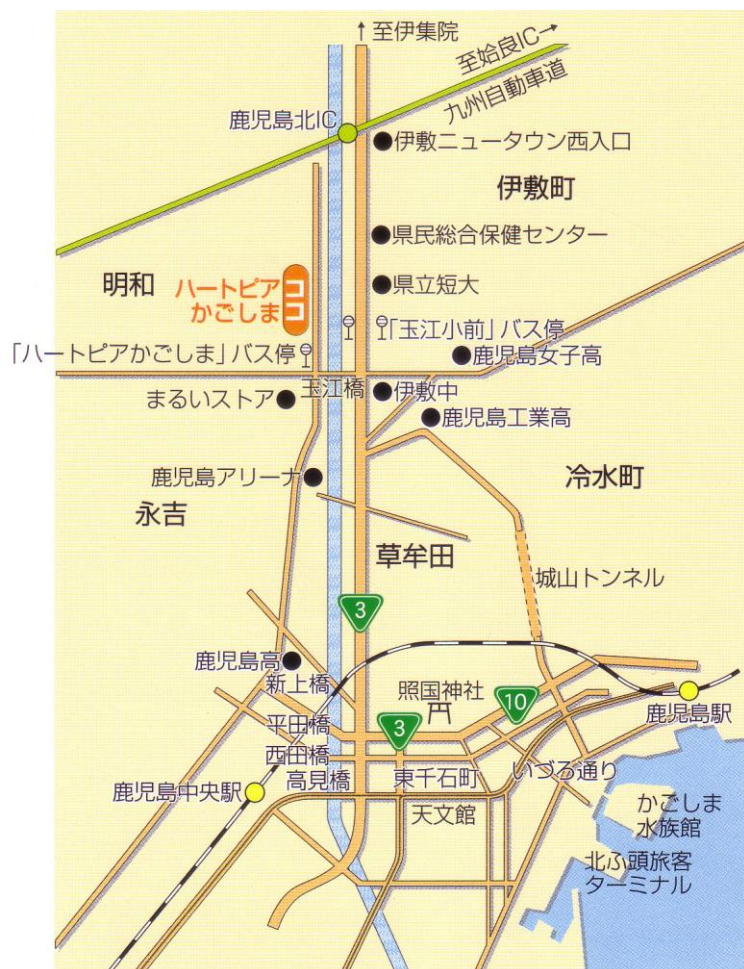 ↑至伊集院
至姶良IC→
九州自動車道
鹿児島北IC
伊敷ニュータウン西入口
伊敷町
県民総合保健センター
明和
ハートピア
かごしま
ココ
県立短大
「玉江小前」バス停
「ハートピアかごしま」バス停
鹿児島女子高
玉江橋
伊敷中
まるいストア
鹿児島工業高
鹿児島アリーナ
冷水町
永吉
草牟田
城山トンネル
3
鹿児島高
新上橋
照国神社
10
鹿児島駅
平田橋
3
西田橋
高見橋
東千石町
いづろ通り
鹿児島中央駅
天文館
かごしま
水族館
北ふ頭旅客
ターミナル